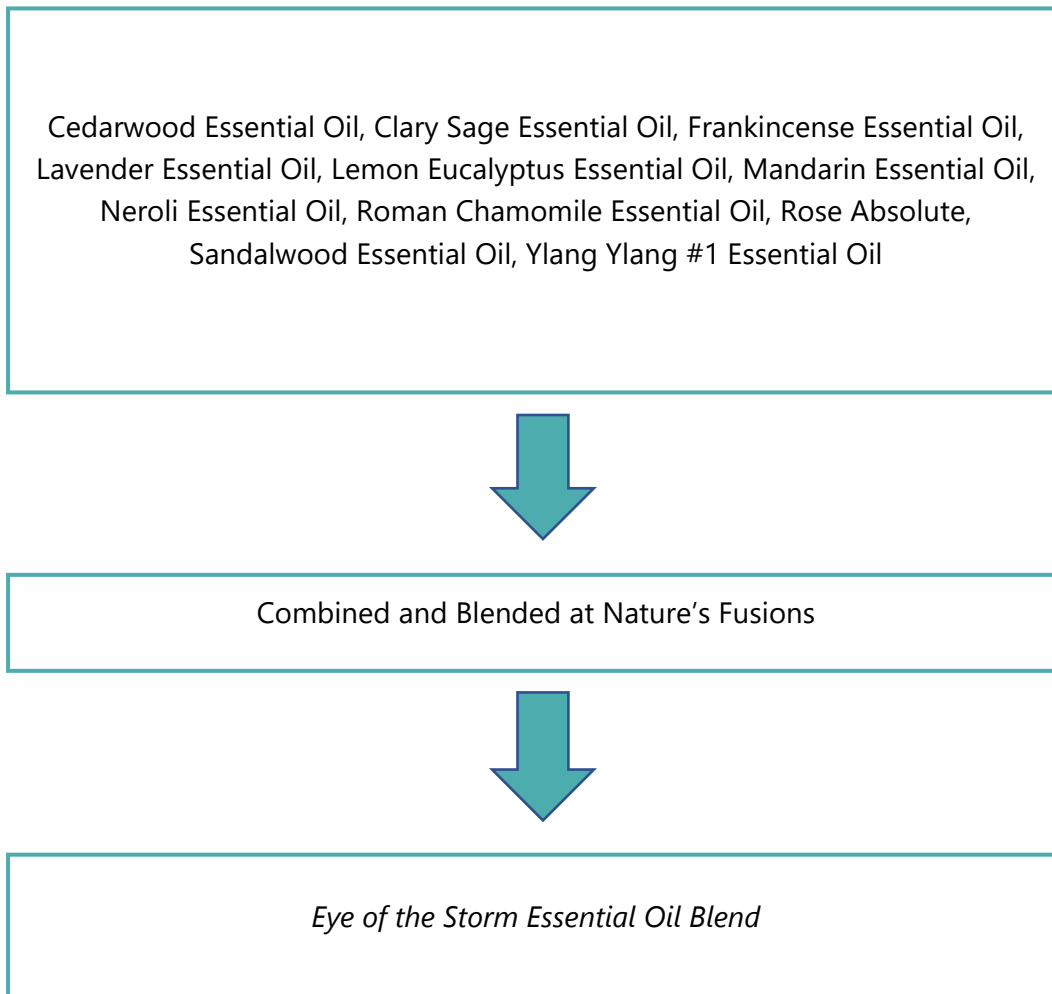 Cedarwood Essential Oil, Clary Sage Essential Oil, Frankincense Essential Oil,
Lavender Essential Oil, Lemon Eucalyptus Essential Oil, Mandarin Essential Oil,
Neroli Essential Oil, Roman Chamomile Essential Oil, Rose Absolute,
Sandalwood Essential Oil, Ylang Ylang #1 Essential Oil
Combined and Blended at Nature’s Fusions
Eye of the Storm Essential Oil Blend